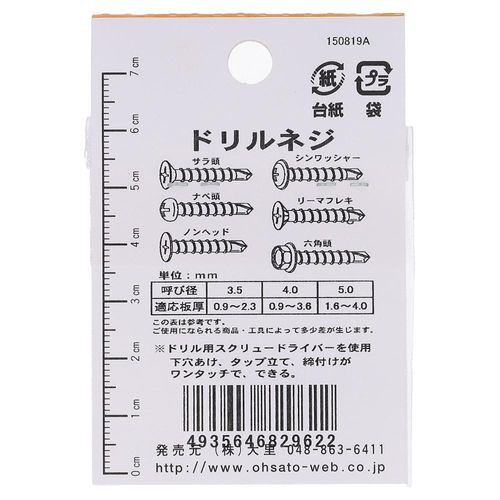 150819A
紙 プラ
台紙 袋
ドリルネジ
サラ頭 シンワッシャー
ナベ頭 リーマフレキ
ノンヘッド 六角頭
単位:mm
呼び径 3.5 4.0 5.0
適応板厚 0.9~2.3 0.9~3.6 1.6~4.0
この表は参考です。
ご使用になられる商品・工具によって多少差が生じます。
※ドリル用スクリュードライバーを使用
下穴あけ、タップ立て、締付けが
ワンタッチで、できる。
4935646829622
発売元 (株)大里 048-863-6411
http://www.ohsato-web.co.jp
7cm
6cm
5cm
4cm
3cm
2cm
1cm
0cm